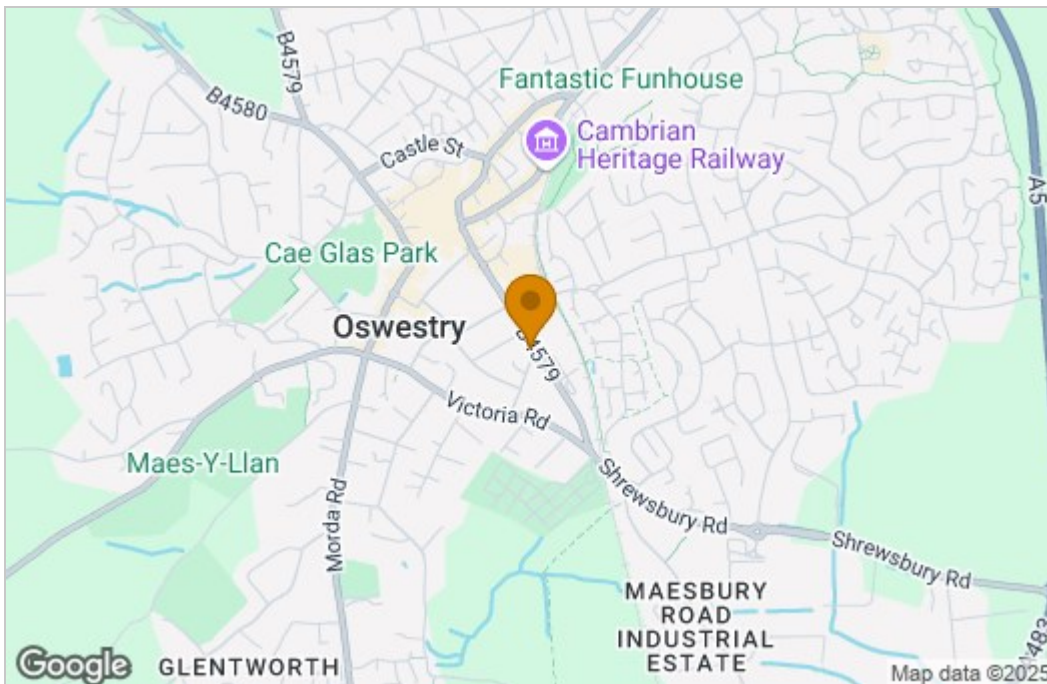 B4579
B4580
Castle St
Fantastic Funhouse
Cambrian
Heritage Railway
A5
Cae Glas Park
Oswestry
B4579
Victoria Rd
Maes-Y-Llan
Morda Rd
Shrewsbury Rd
Shrewsbury Rd
MAESBURY
ROAD
INDUSTRIAL
ESTATE
GLENTWORTH
Google
Map data ©2025